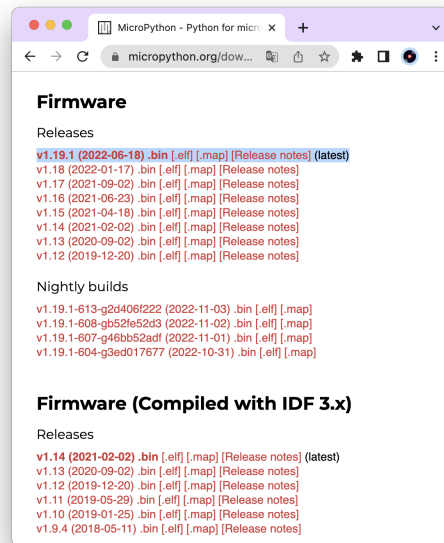 MicroPython - Python for micro
micropython.org/dow...
Firmware
Releases
v1.19.1 (2022-06-18) .bin [.elf] [.map] [Release notes] (latest)
v1.18 (2022-01-17) .bin [.elf] [.map] [Release notes]
v1.17 (2021-09-02) .bin [.elf] [.map] [Release notes]
v1.16 (2021-06-23) .bin [.elf] [.map] [Release notes]
v1.15 (2021-04-18) .bin [.elf] [.map] [Release notes]
v1.14 (2021-02-02) .bin [.elf] [.map] [Release notes]
v1.13 (2020-09-02) .bin [.elf] [.map] [Release notes]
v1.12 (2019-12-20) .bin [.elf] [.map] [Release notes]
Nightly builds
v1.19.1-613-g2d406f222 (2022-11-03) .bin [.elf] [.map]
v1.19.1-608-gb52fe52d3 (2022-11-02) .bin [.elf] [.map]
v1.19.1-607-g46bb52adf (2022-11-01) .bin [.elf] [.map]
v1.19.1-604-g3ed017677 (2022-10-31) .bin [.elf] [.map]
Firmware (Compiled with IDF 3.x)
Releases
v1.14 (2021-02-02) .bin [.elf] [.map] [Release notes] (latest)
v1.13 (2020-09-02) .bin [.elf] [.map] [Release notes]
v1.12 (2019-12-20) .bin [.elf] [.map] [Release notes]
v1.11 (2019-05-29) .bin [.elf] [.map] [Release notes]
v1.10 (2019-01-25) .bin [.elf] [.map] [Release notes]
v1.9.4 (2018-05-11) .bin [.elf] [.map] [Release notes]